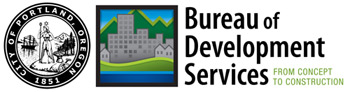 CITY OF PORTLAND, OREGON
1851
Bureau of
Development
Services
FROM CONCEPT
TO CONSTRUCTION